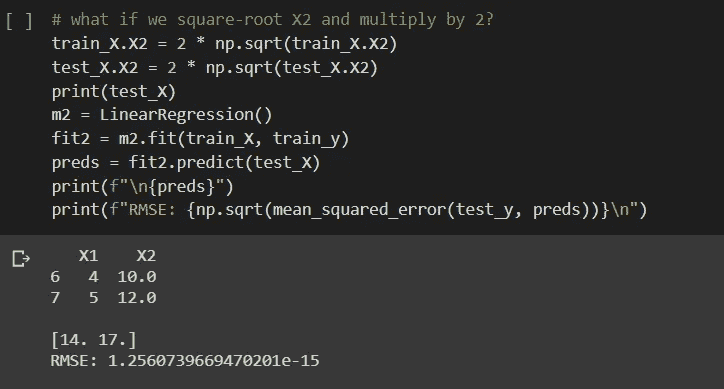 [ ] # what if we square-root X2 and multiply by 2?
train_X.X2 = 2 * np.sqrt(train_X.X2)
test_X.X2 = 2 * np.sqrt(test_X.X2)
print(test_X)
m2 = LinearRegression()
fit2 = m2.fit(train_X, train_y)
preds = fit2.predict(test_X)
print(f"\n{preds}")
print(f"RMSE: {np.sqrt(mean_squared_error(test_y, preds))}\n")
X1 X2
6 4 10.0
7 5 12.0
[14. 17.]
RMSE: 1.2560739669470201e-15